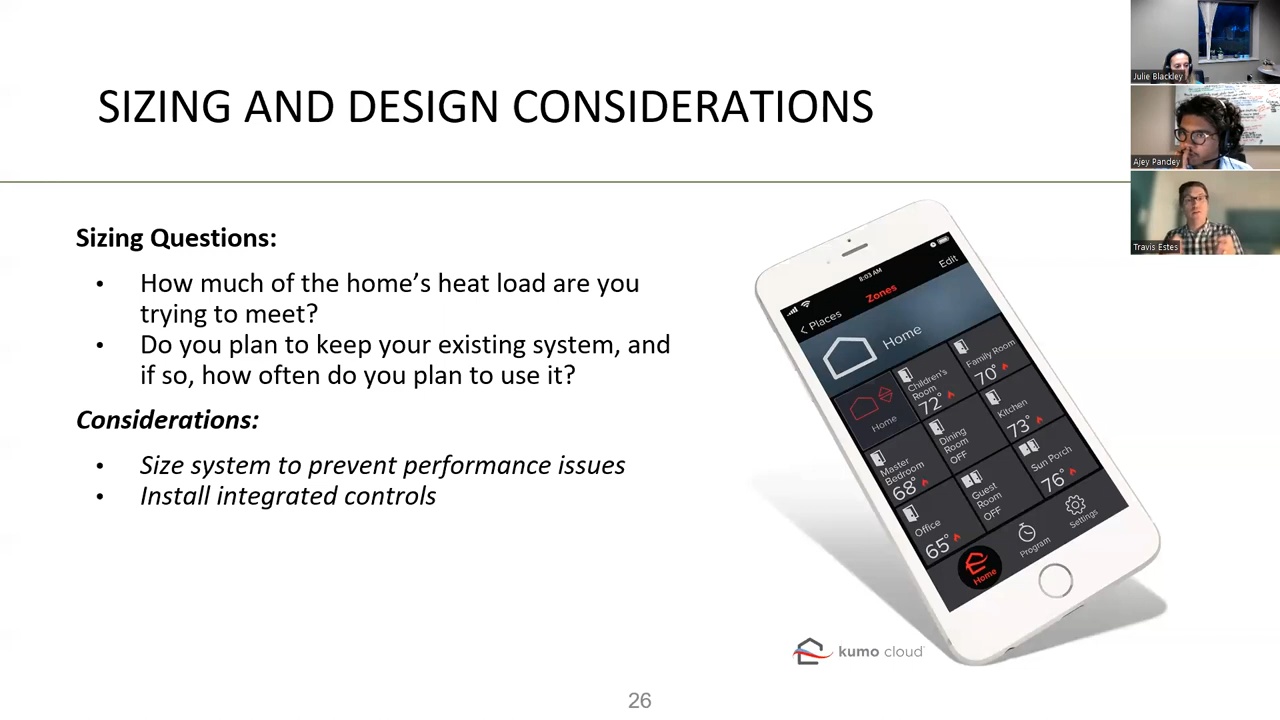 SIZING AND DESIGN CONSIDERATIONS
Sizing Questions:
• How much of the home’s heat load are you
trying to meet?
• Do you plan to keep your existing system, and
if so, how often do you plan to use it?
Considerations:
• Size system to prevent performance issues
• Install integrated controls
8:03 AM
Places
Zones
Edit
Home
Home
Children's
Room
72°
Family Room
70°
Master
Bedroom
68°
Dining
Room
OFF
Kitchen
73°
Office
65°
Guest
Room
OFF
Sun Porch
76°
Home
Program
Settings
kumo cloud
26
Julie Blackley
Ajey Pandey
Travis Estes